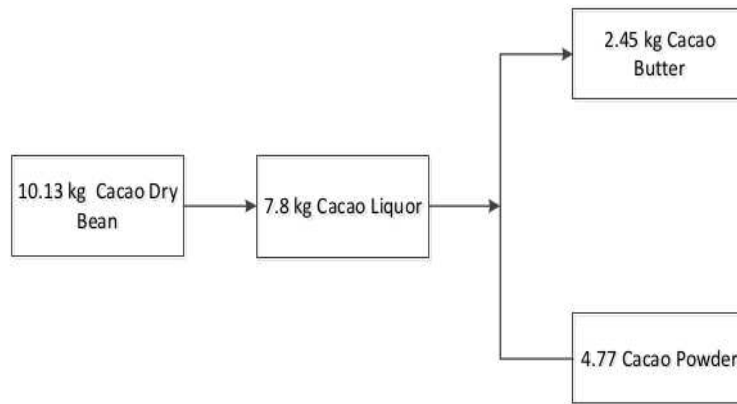 2.45 kg Cacao
Butter
10.13 kg Cacao Dry
Bean
7.8 kg Cacao Liquor
4.77 Cacao Powder